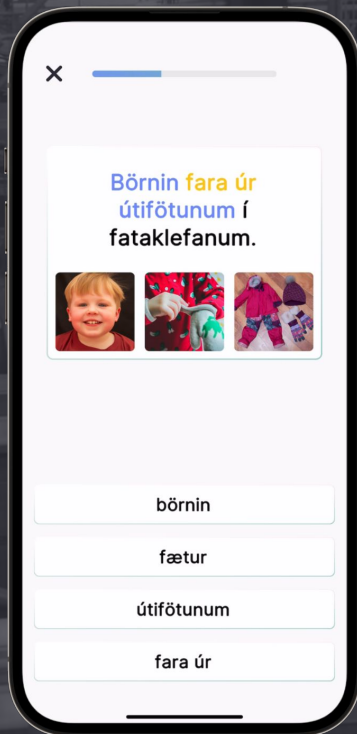 Börnin fara úr
útifötunum í
fataklefanum.
börnin
fætur
útifötunum
fara úr